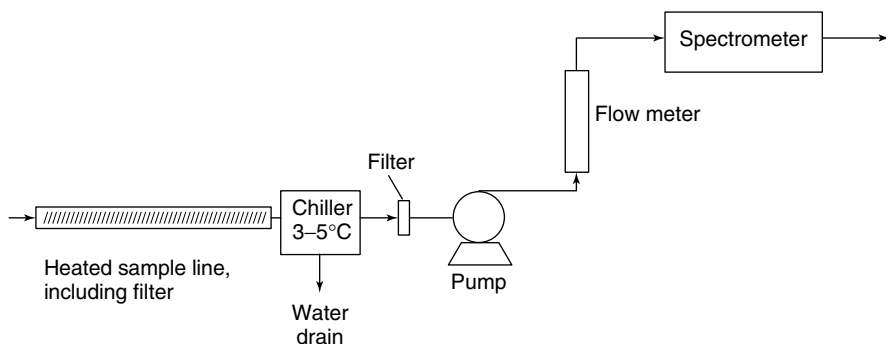 Spectrometer
Flow meter
Filter
Chiller
3–5°C
Heated sample line,
including filter
Pump
Water
drain